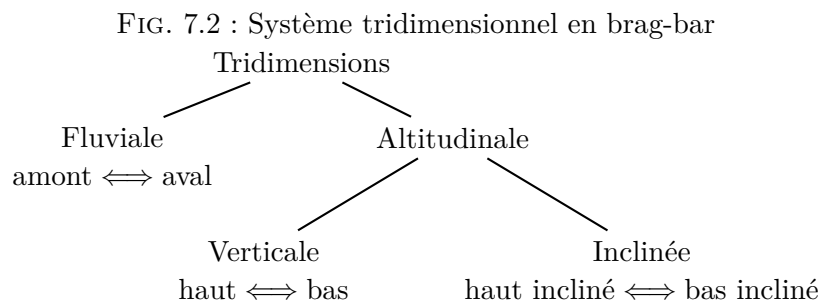 FIG. 7.2 : Système tridimensionnel en brag-bar
Tridimensions
Fluviale
amont ⟺ aval
Altitudinale
Verticale
haut ⟺ bas
Inclinée
haut incliné ⟺ bas incliné